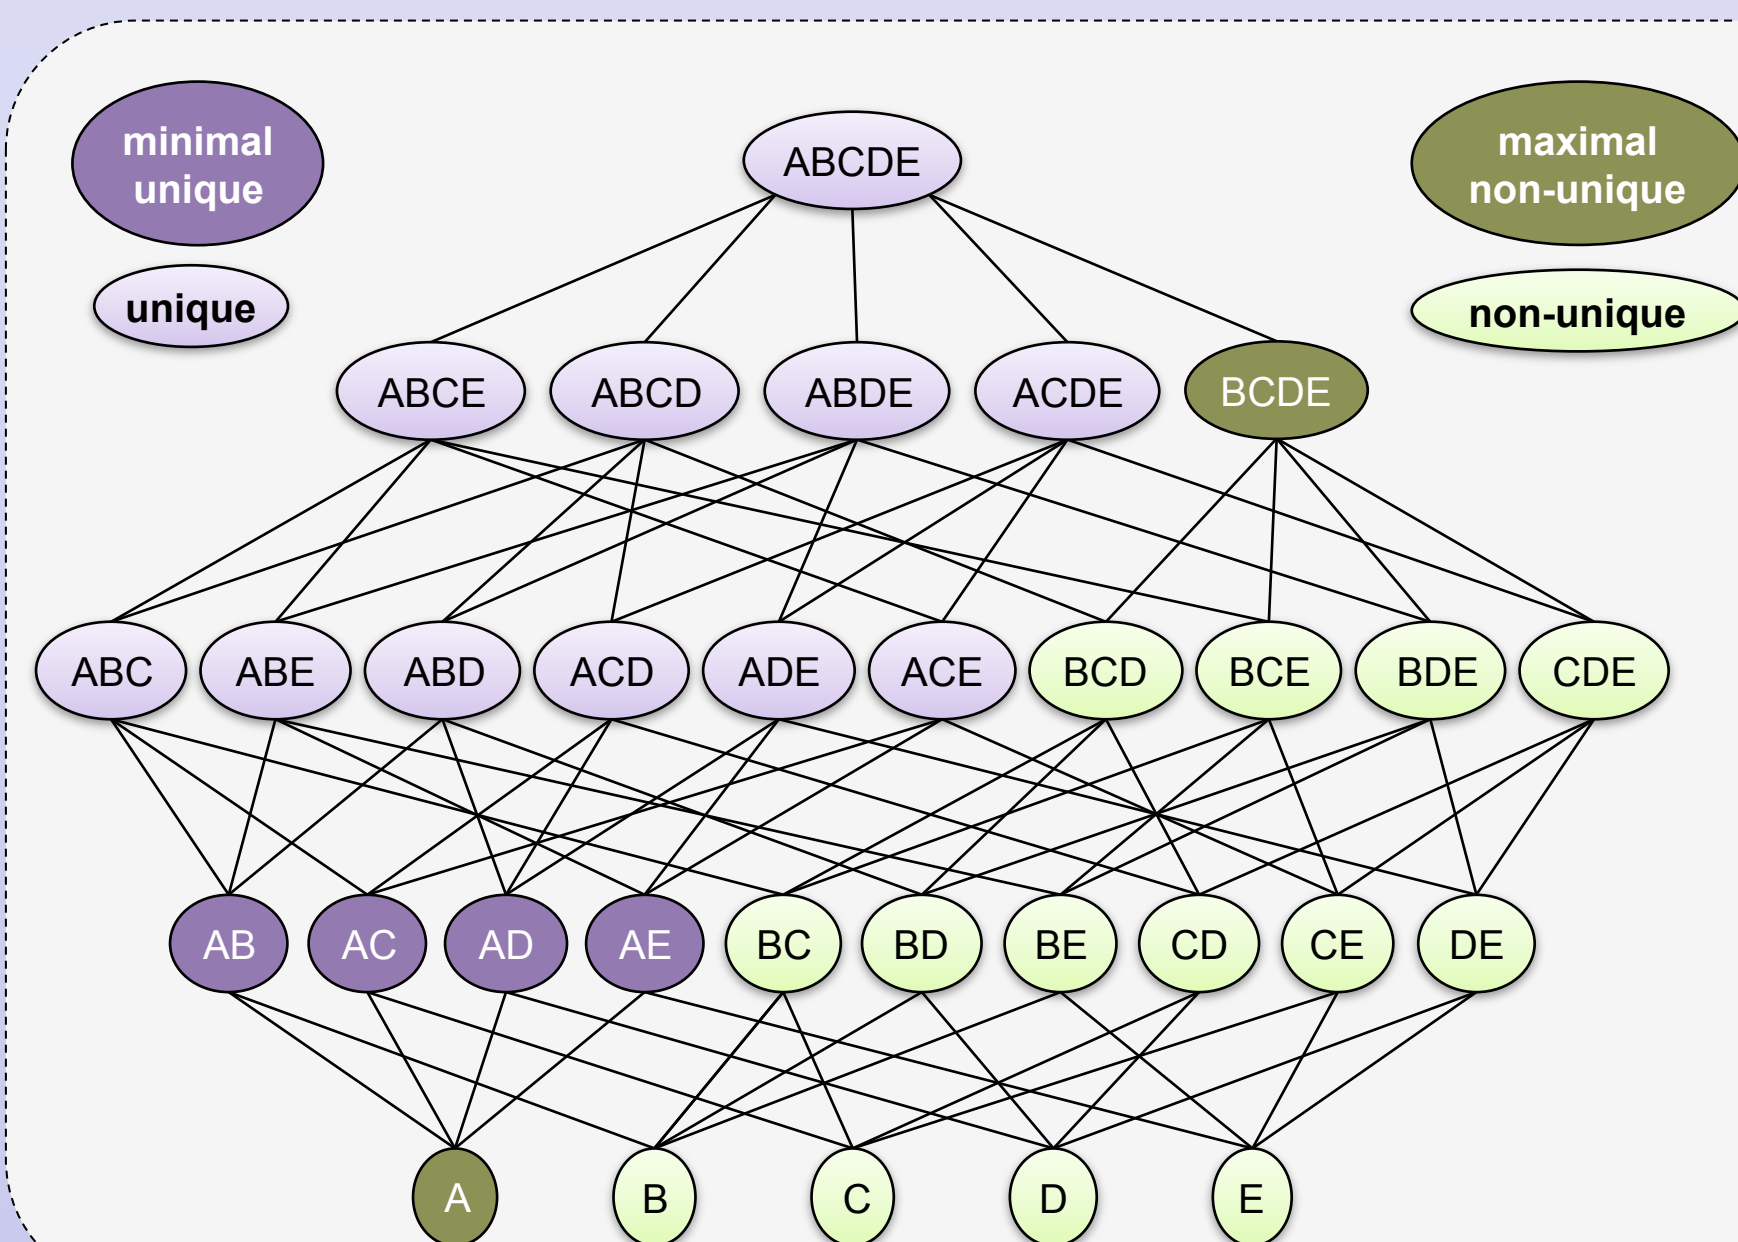 minimal
unique
unique
maximal
non-unique
non-unique
ABCDE
ABCE ABCD ABDE ACDE BCDE
ABC ABE ABD ACD ADE ACE BCD BCE BDE CDE
AB AC AD AE BC BD BE CD CE DE
A B C D E